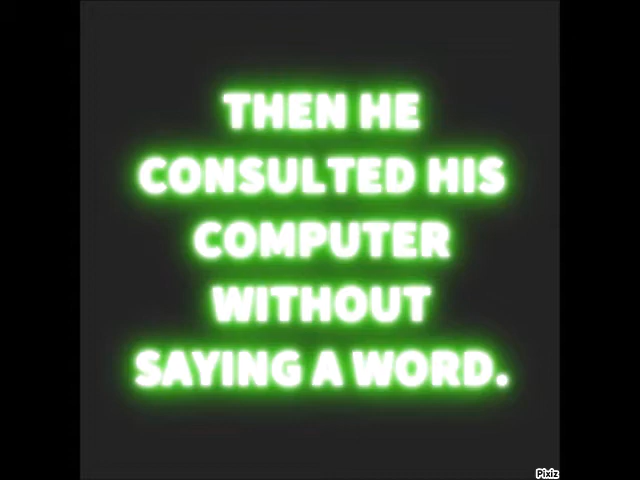 THEN HE
CONSULTED HIS
COMPUTER
WITHOUT
SAYING A WORD.
Pixiz